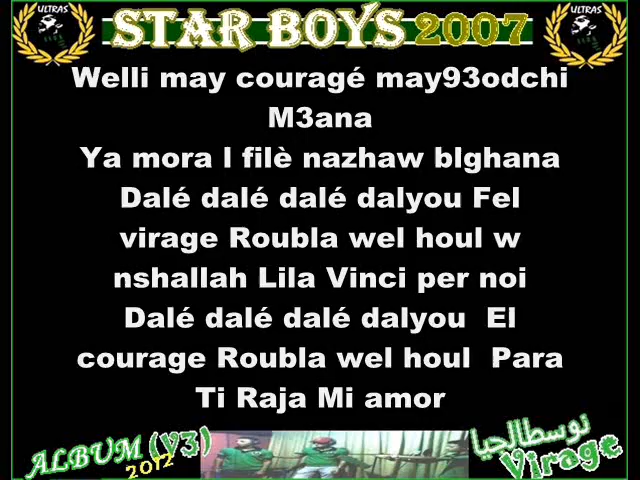 ULTRAS STAR BOYS 2007 ULTRAS
Welli may couragé may93odchi
M3ana
Ya mora l filè nazhaw blghana
Dalé dalé dalé dalyou Fel
virage Roubla wel houl w
nshallah Lila Vinci per noi
Dalé dalé dalé dalyou El
courage Roubla wel houl Para
Ti Raja Mi amor
ALBUM (V3)
2012
نوسطالجيا
Virage